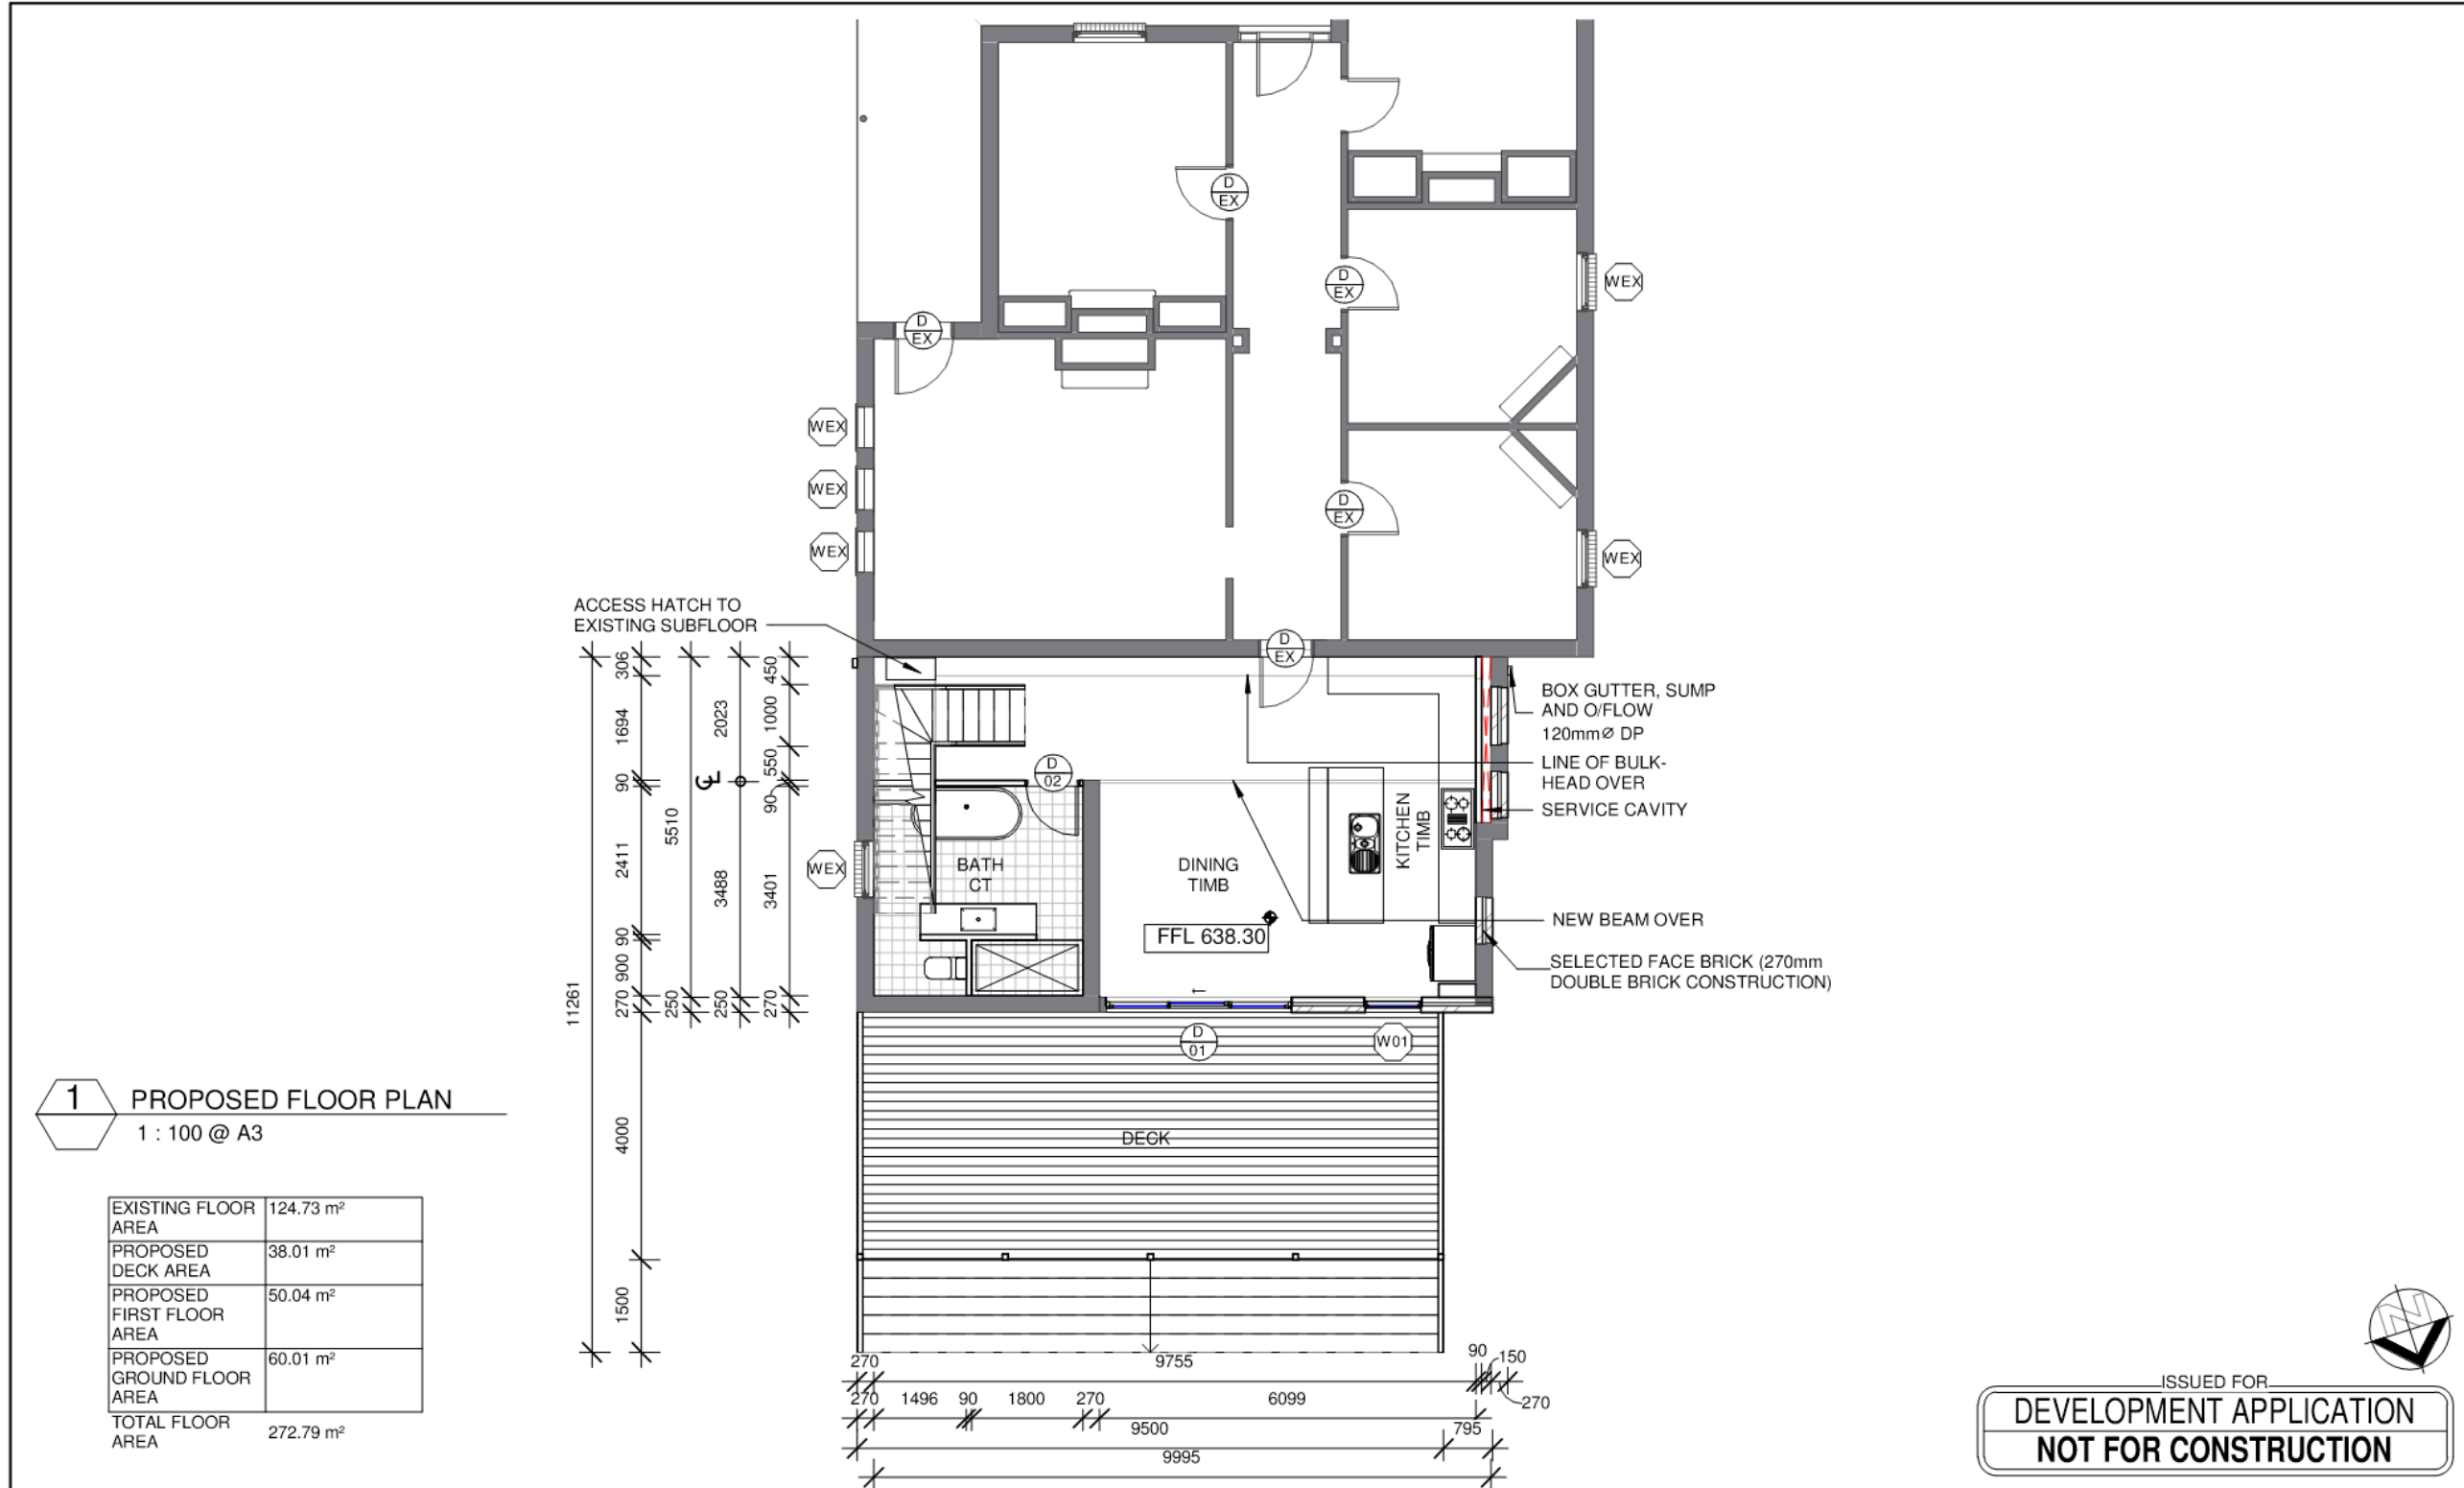 D
EX
D
EX
D
EX
D
EX
D
EX
WEX
WEX
WEX
WEX
WEX
ACCESS HATCH TO
EXISTING SUBFLOOR
D
EX
BOX GUTTER, SUMP
AND O/FLOW
120mmØ DP
LINE OF BULK-
HEAD OVER
SERVICE CAVITY
NEW BEAM OVER
SELECTED FACE BRICK (270mm
DOUBLE BRICK CONSTRUCTION)
D
02
WEX
BATH
CT
DINING
TIMB
KITCHEN
TIMB
FFL 638.30
D
01
W01
DECK
11261
306
1694
90
2411
90
900
270
4000
1500
5510
250
2023
3488
250
450
1000
550
90
3401
270
CL
270
9755
90
150
270
1496
90
1800
270
6099
270
9500
795
9995
1
PROPOSED FLOOR PLAN
1 : 100 @ A3
EXISTING FLOOR
AREA
124.73 m²
PROPOSED
DECK AREA
38.01 m²
PROPOSED
FIRST FLOOR
AREA
50.04 m²
PROPOSED
GROUND FLOOR
AREA
60.01 m²
TOTAL FLOOR
AREA
272.79 m²
N
ISSUED FOR
DEVELOPMENT APPLICATION
NOT FOR CONSTRUCTION